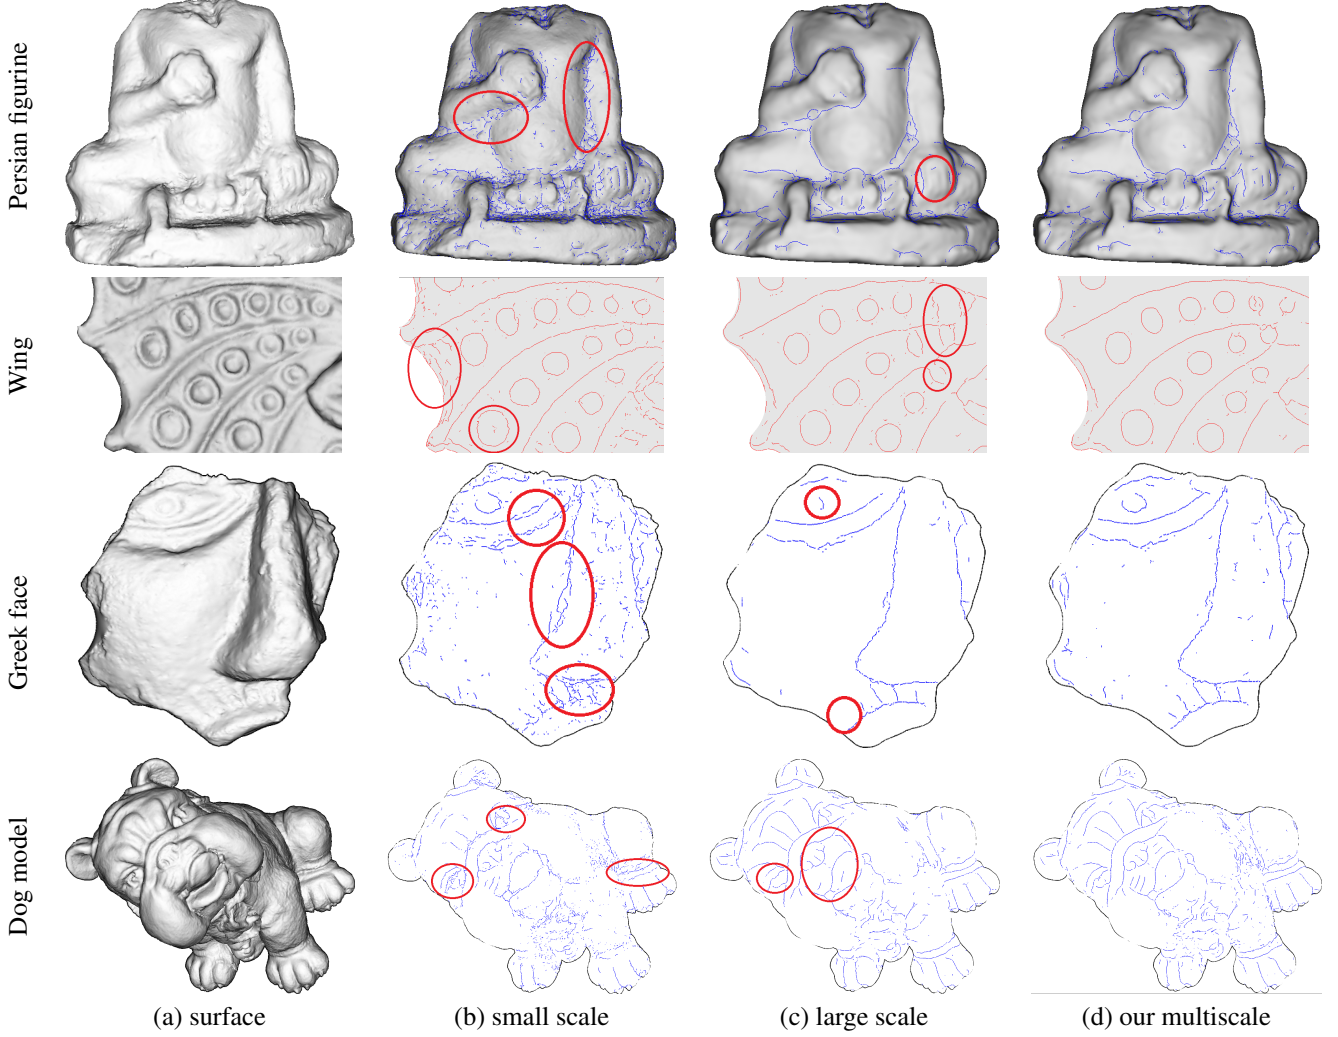 Persian figurine
Wing
Greek face
Dog model
(a) surface
(b) small scale
(c) large scale
(d) our multiscale